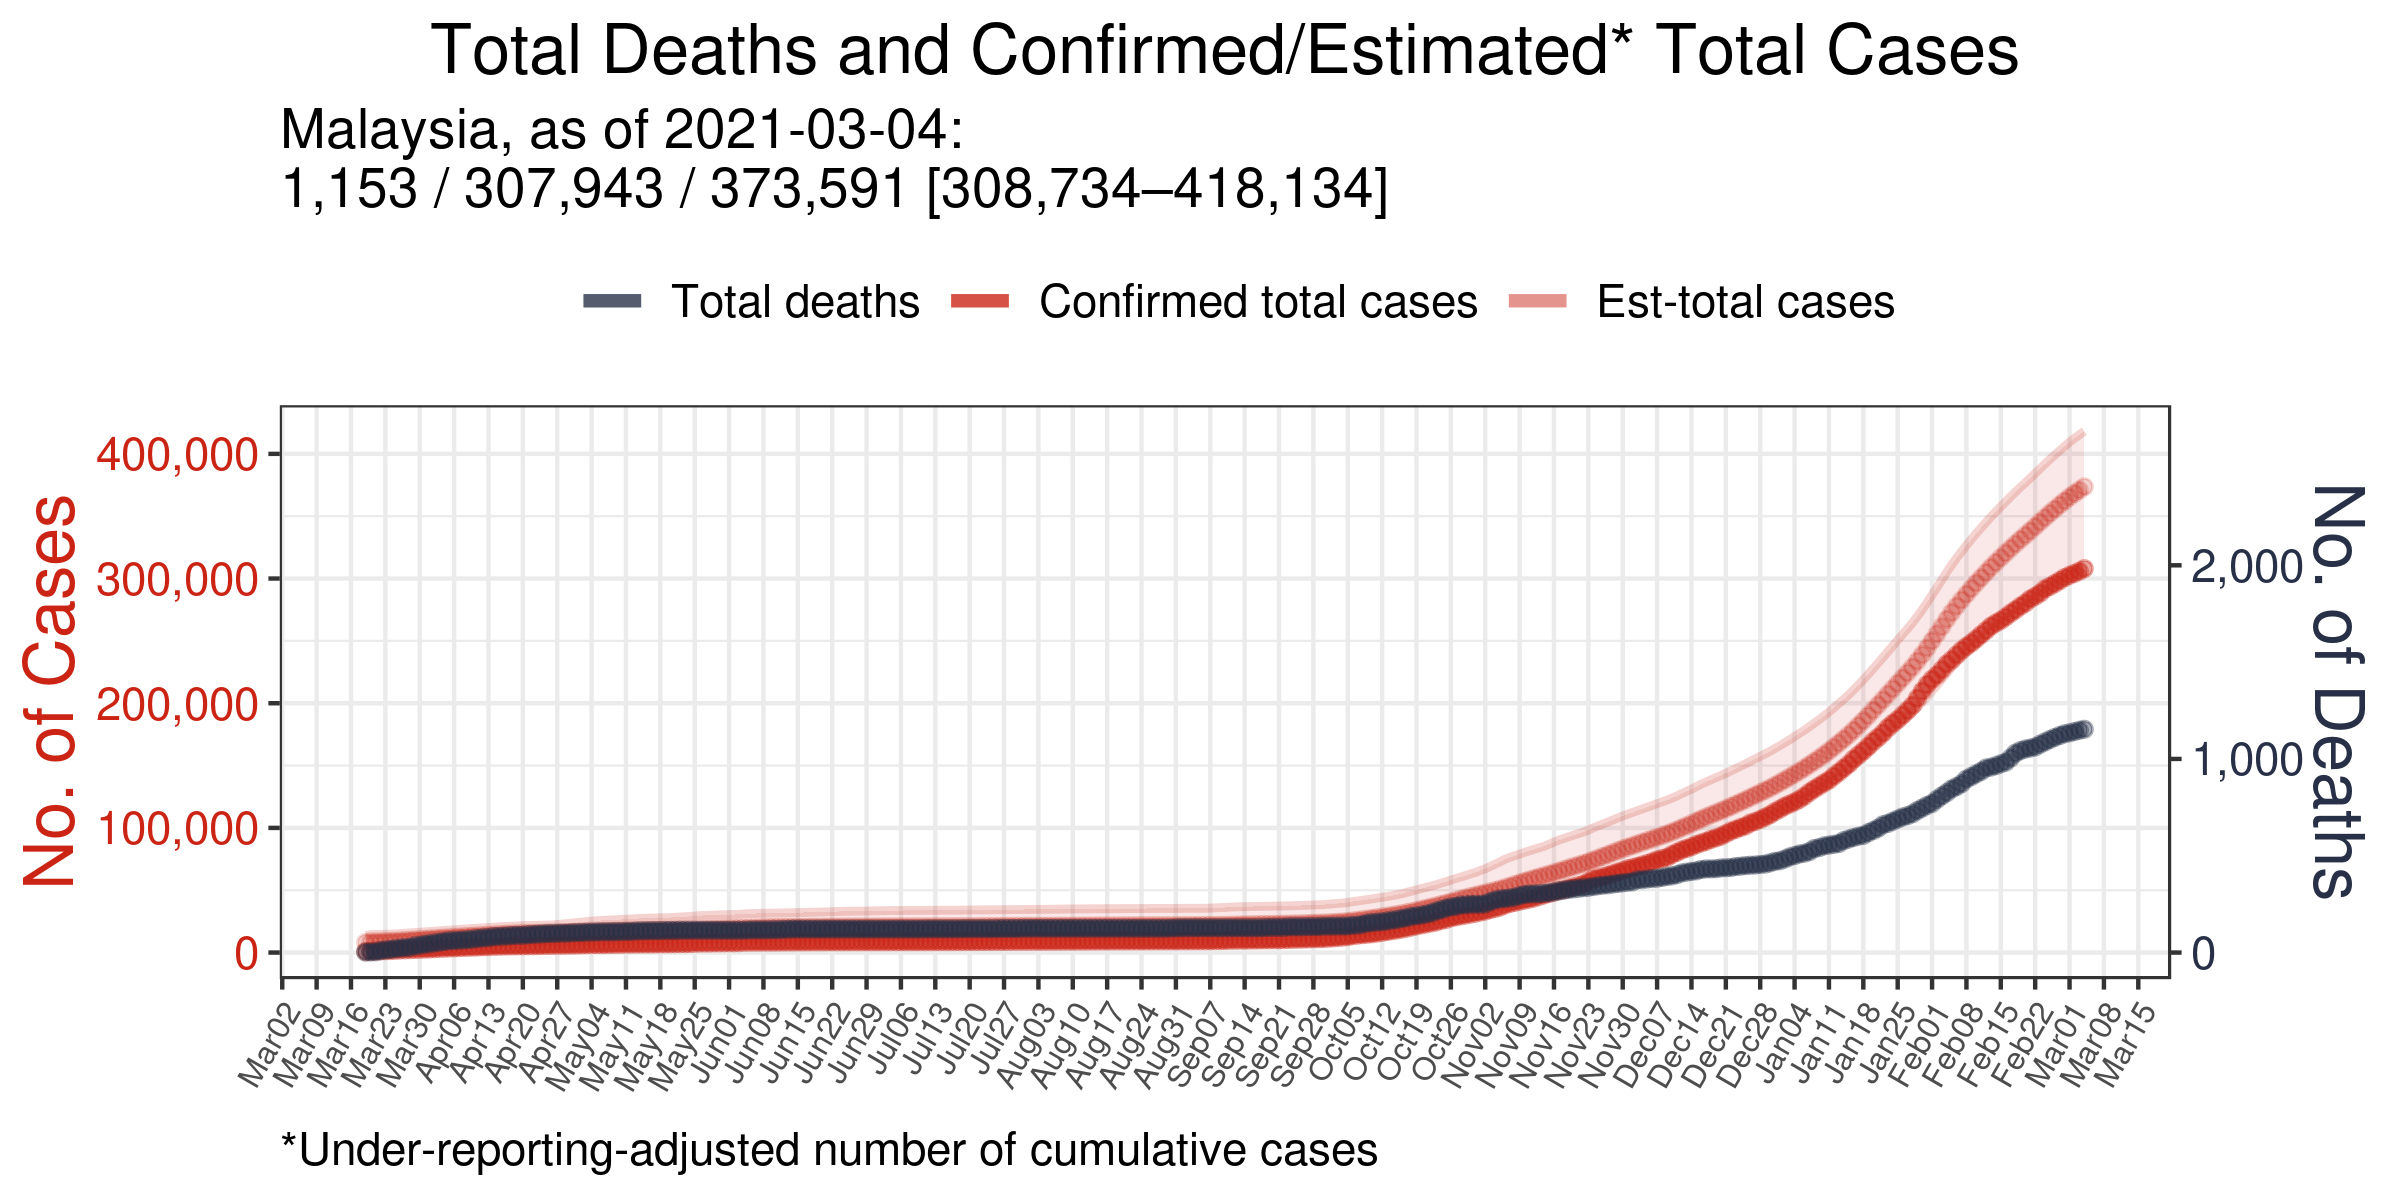 Total Deaths and Confirmed/Estimated* Total Cases
Malaysia, as of 2021-03-04:
1,153 / 307,943 / 373,591 [308,734–418,134]
Total deaths
Confirmed total cases
Est-total cases
No. of Cases
400,000
300,000
200,000
100,000
0
No. of Deaths
2,000
1,000
0
Mar02
Mar09
Mar16
Mar23
Mar30
Apr06
Apr13
Apr20
Apr27
May04
May11
May18
May25
Jun01
Jun08
Jun15
Jun22
Jun29
Jul06
Jul13
Jul20
Jul27
Aug03
Aug10
Aug17
Aug24
Aug31
Sep07
Sep14
Sep21
Sep28
Oct05
Oct12
Oct19
Oct26
Nov02
Nov09
Nov16
Nov23
Nov30
Dec07
Dec14
Dec21
Dec28
Jan04
Jan11
Jan18
Jan25
Feb01
Feb08
Feb15
Feb22
Mar01
Mar08
Mar15
*Under-reporting-adjusted number of cumulative cases